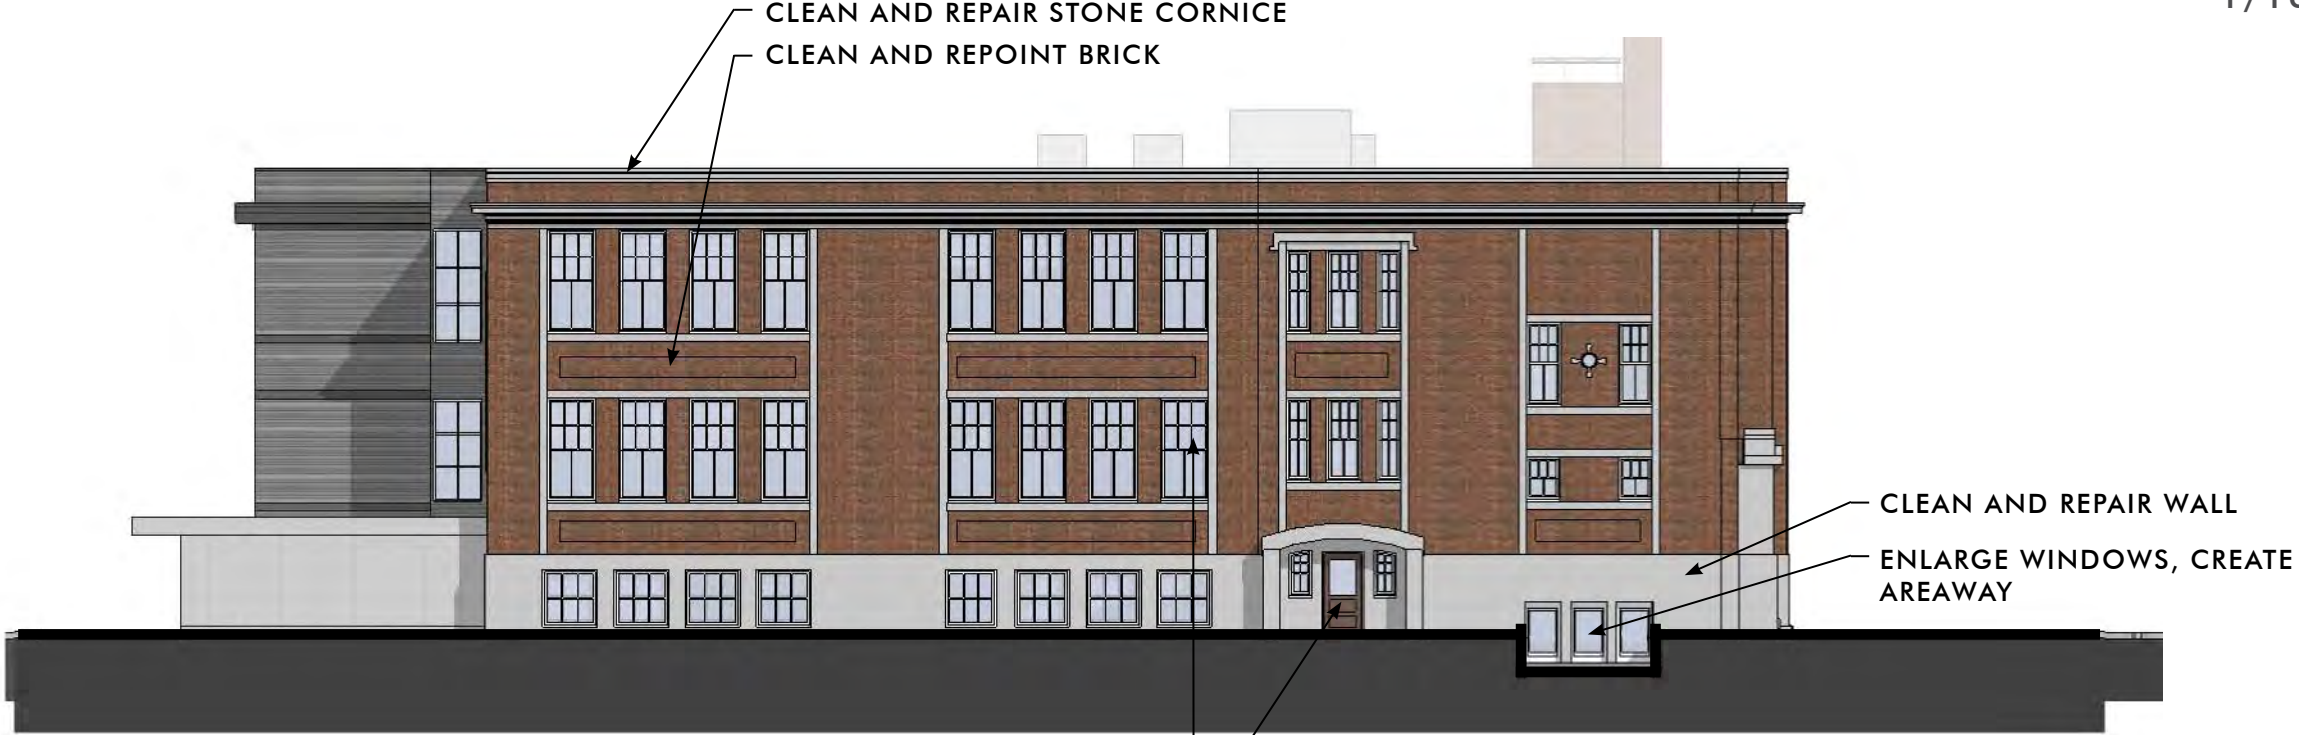 CLEAN AND REPAIR STONE CORNICE
CLEAN AND REPOINT BRICK
CLEAN AND REPAIR WALL
ENLARGE WINDOWS, CREATE
AREAWAY